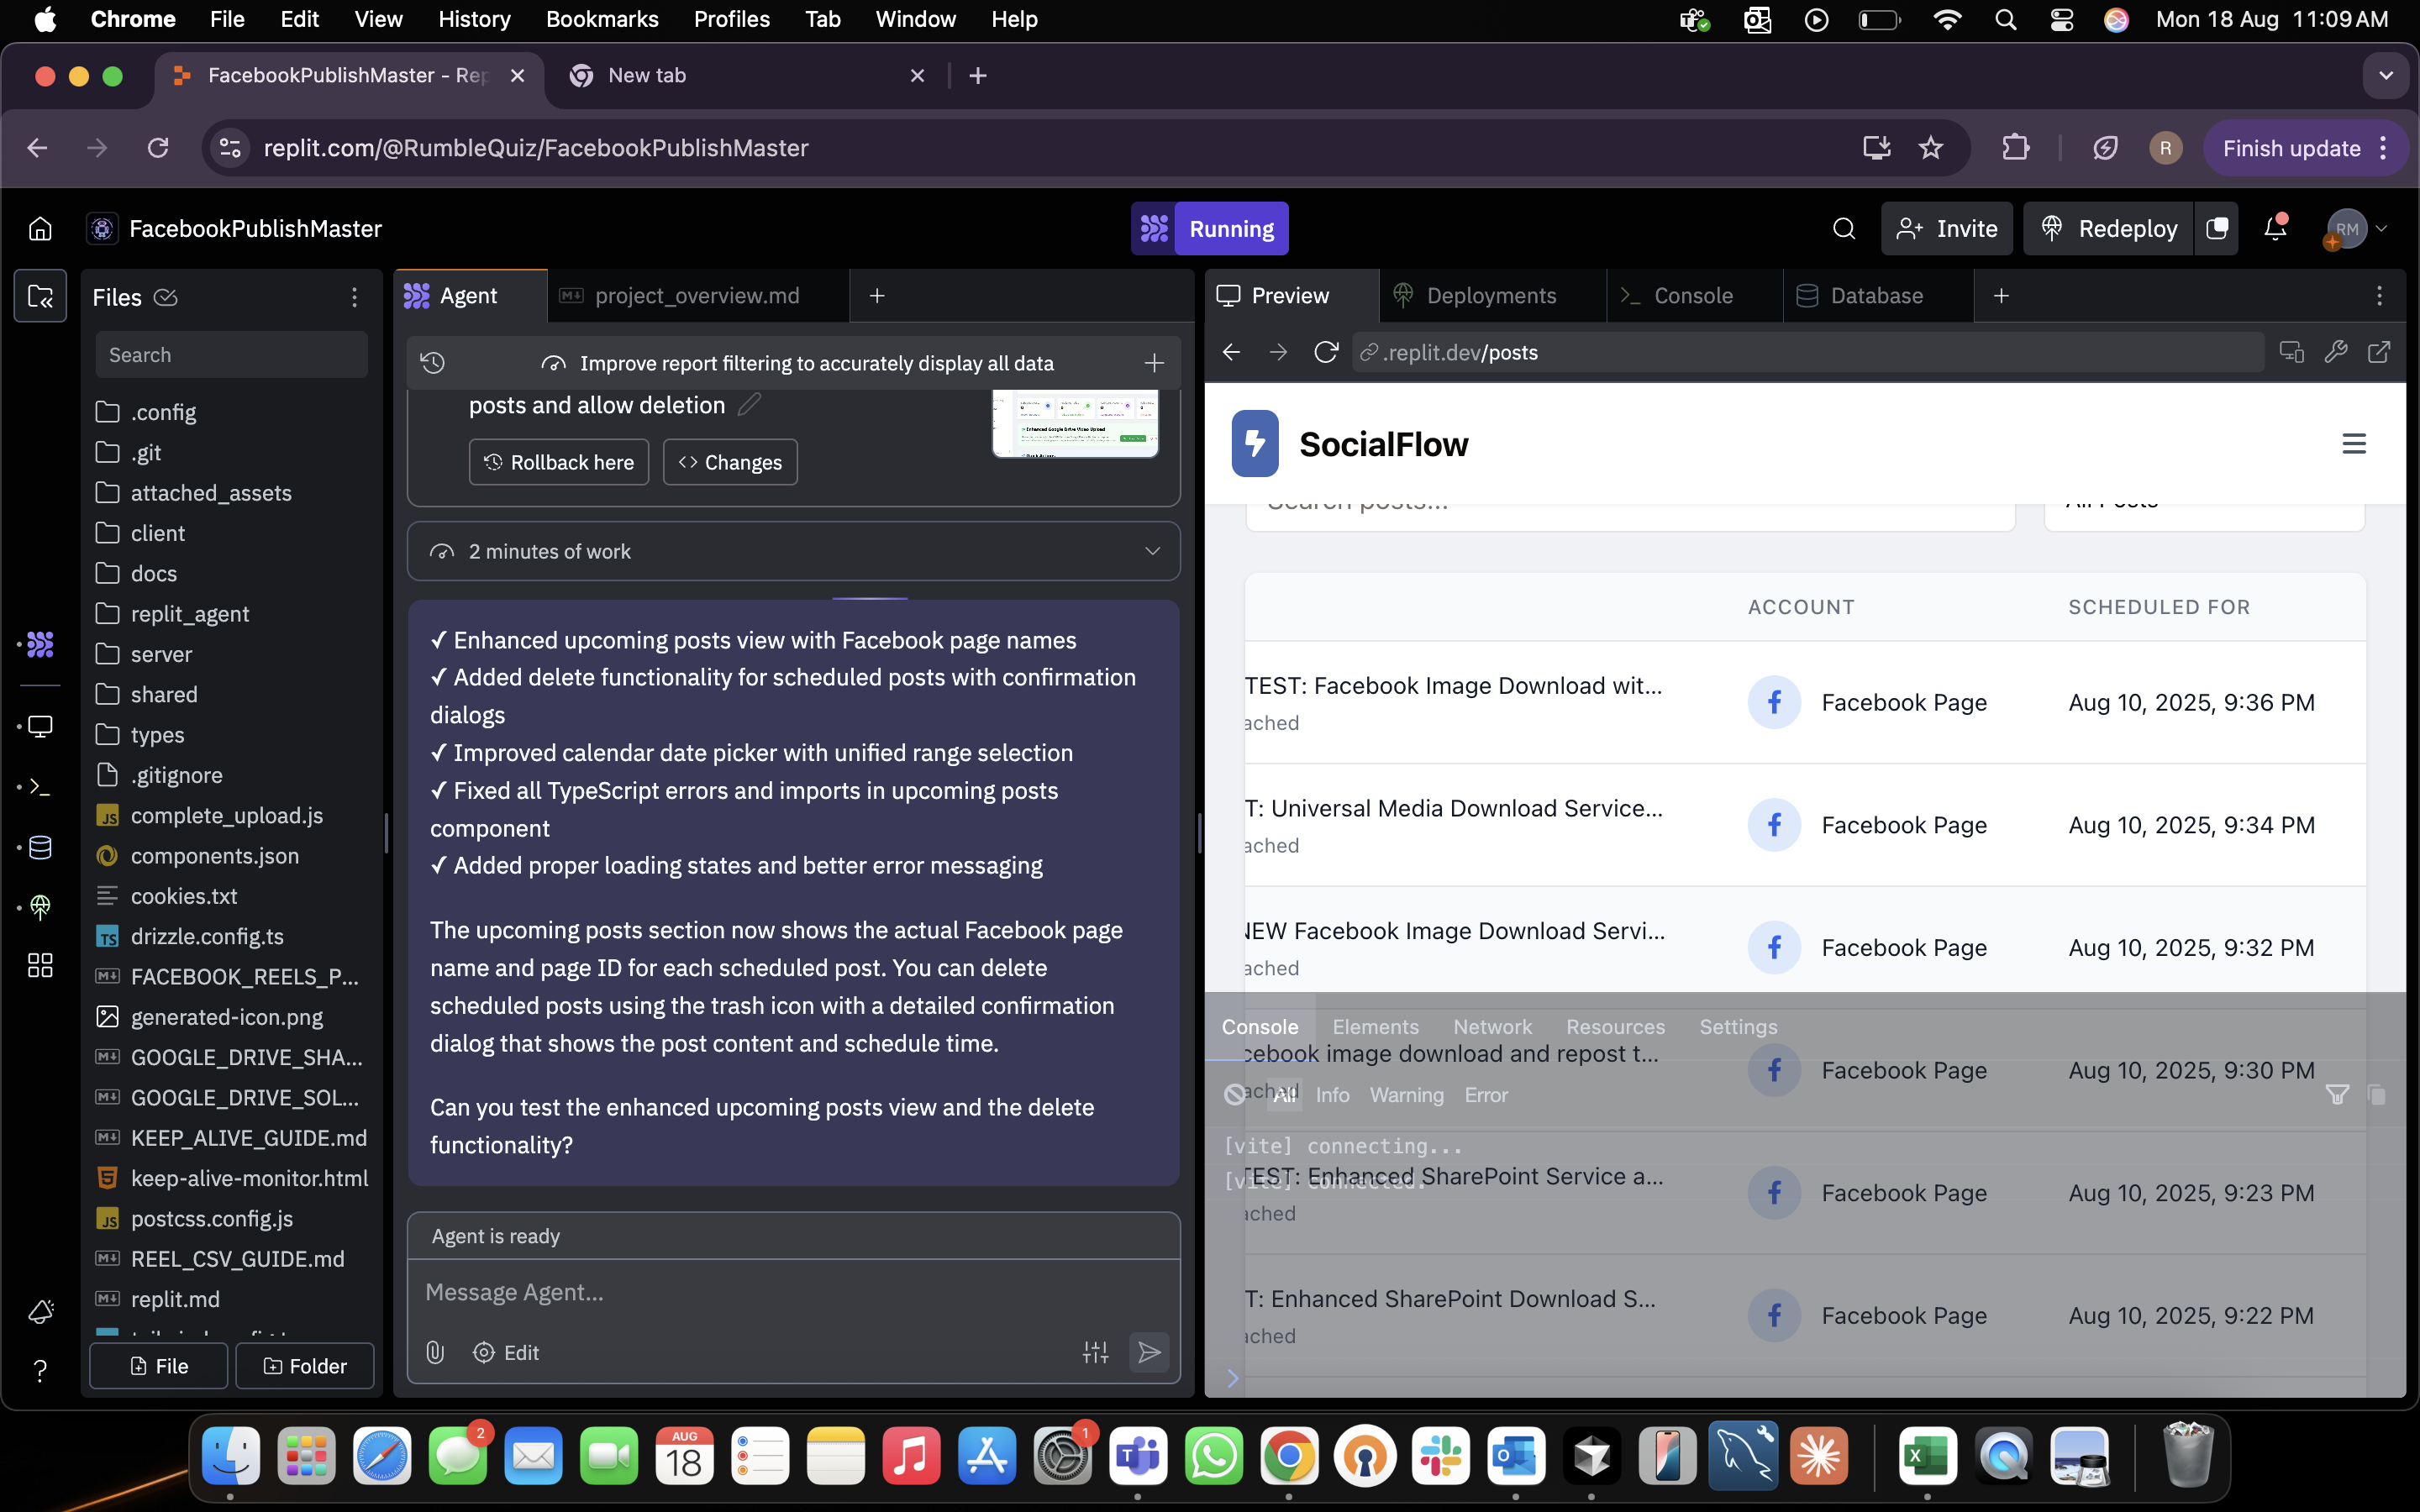 Chrome File Edit View History Bookmarks Profiles Tab Window Help Mon 18 Aug 11:09 AM
FacebookPublishMaster - Rep New tab
replit.com/@RumbleQuiz/FacebookPublishMaster R Finish update
FacebookPublishMaster Running Invite Redeploy RM
Files
Search
.config
.git
attached_assets
client
docs
replit_agent
server
shared
types
.gitignore
JS complete_upload.js
components.json
cookies.txt
TS drizzle.config.ts
FACEBOOK_REELS_P...
generated-icon.png
GOOGLE_DRIVE_SHA...
GOOGLE_DRIVE_SOL...
KEEP_ALIVE_GUIDE.md
keep-alive-monitor.html
JS postcss.config.js
REEL_CSV_GUIDE.md
replit.md
File Folder
Agent project_overview.md
Improve report filtering to accurately display all data
posts and allow deletion
Rollback here Changes
Enhanced Google Drive Video Upload
2 minutes of work
✓ Enhanced upcoming posts view with Facebook page names
✓ Added delete functionality for scheduled posts with confirmation
dialogs
✓ Improved calendar date picker with unified range selection
✓ Fixed all TypeScript errors and imports in upcoming posts
component
✓ Added proper loading states and better error messaging
The upcoming posts section now shows the actual Facebook page
name and page ID for each scheduled post. You can delete
scheduled posts using the trash icon with a detailed confirmation
dialog that shows the post content and schedule time.
Can you test the enhanced upcoming posts view and the delete
functionality?
Agent is ready
Message Agent...
Edit
Preview Deployments Console Database
.replit.dev/posts
SocialFlow
Search posts...
All Posts
ACCOUNT SCHEDULED FOR
TEST: Facebook Image Download wit... Facebook Page Aug 10, 2025, 9:36 PM
ached
T: Universal Media Download Service... Facebook Page Aug 10, 2025, 9:34 PM
ached
NEW Facebook Image Download Servi... Facebook Page Aug 10, 2025, 9:32 PM
ached
Console Elements Network Resources Settings
cebook image download and repost t... Facebook Page Aug 10, 2025, 9:30 PM
ached
All Info Warning Error
[vite] connecting...
[vite] connected.
TEST: Enhanced SharePoint Service a... Facebook Page Aug 10, 2025, 9:23 PM
ached
T: Enhanced SharePoint Download S... Facebook Page Aug 10, 2025, 9:22 PM
ached
2
AUG
18
1